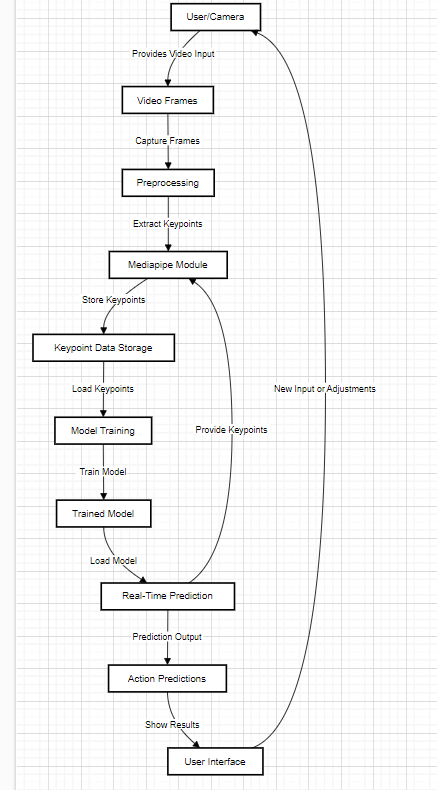 User/Camera
Provides Video Input
Video Frames
Capture Frames
Preprocessing
Extract Keypoints
Mediapipe Module
Store Keypoints
Keypoint Data Storage
Load Keypoints
New Input or Adjustments
Model Training
Provide Keypoints
Train Model
Trained Model
Load Model
Real-Time Prediction
Prediction Output
Action Predictions
Show Results
User Interface